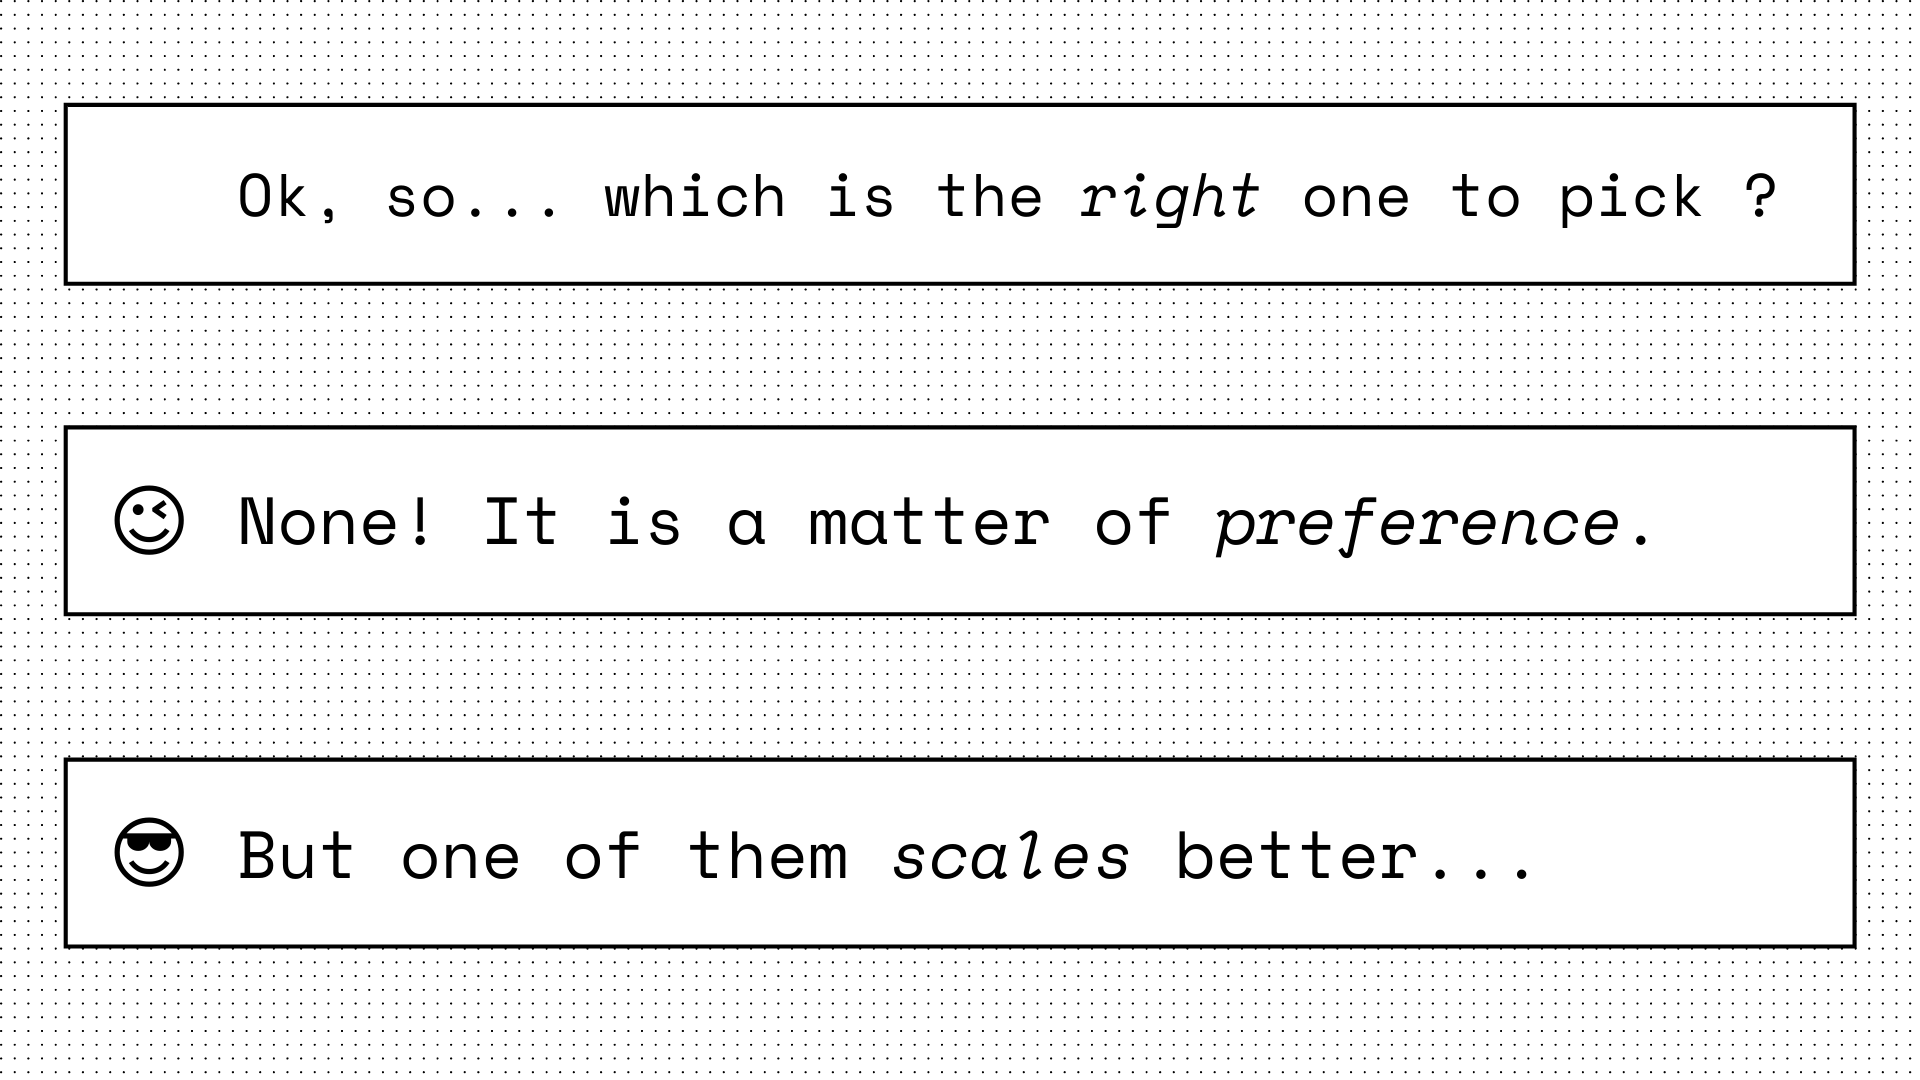 Ok, so... which is the right one to pick ?
😉 None! It is a matter of preference.
😎 But one of them scales better...